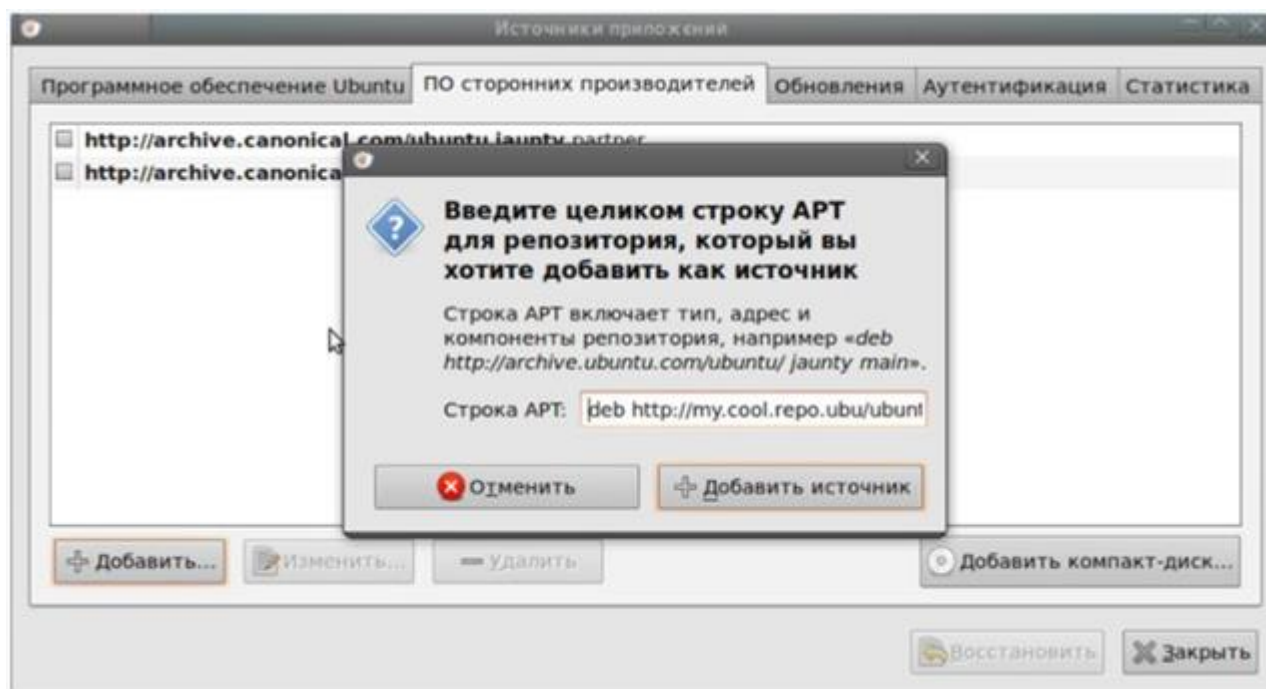 Источники приложений
Программное обеспечение Ubuntu ПО сторонних производителей Обновления Аутентификация Статистика
http://archive.canonical.com/ubuntu jaunty partner
http://archive.canonica
Введите целиком строку APT
для репозитория, который вы
хотите добавить как источник
Строка APT включает тип, адрес и
компоненты репозитория, например «deb
http://archive.ubuntu.com/ubuntu/ jaunty main».
Строка APT: deb http://my.cool.repo.ubu/ubunt
Отменить Добавить источник
Добавить... Изменить... Удалить Добавить компакт-диск...
Восстановить Закрыть